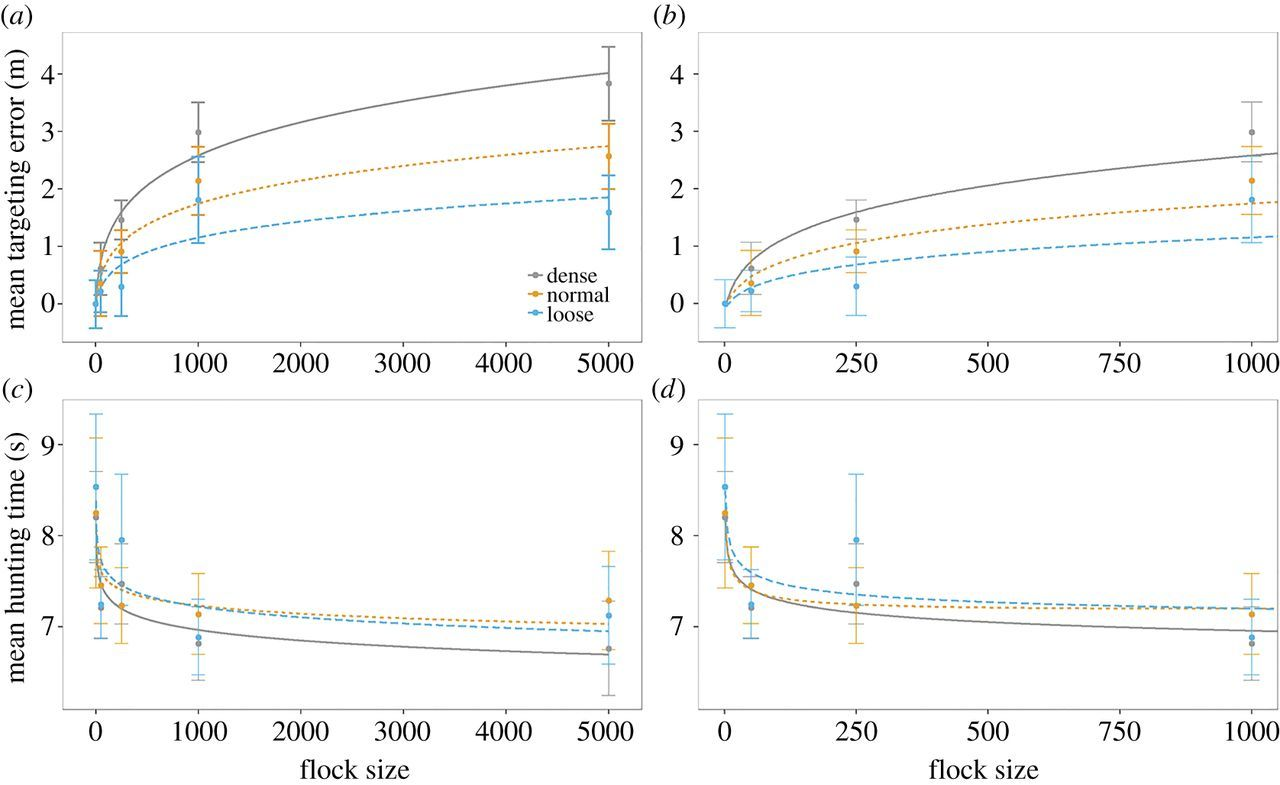 (a)
mean targeting error (m)
4
3
2
1
0
dense
normal
loose
0 1000 2000 3000 4000 5000
(b)
4
3
2
1
0
0 250 500 750 1000
(c)
mean hunting time (s)
9
8
7
0 1000 2000 3000 4000 5000
flock size
(d)
9
8
7
0 250 500 750 1000
flock size